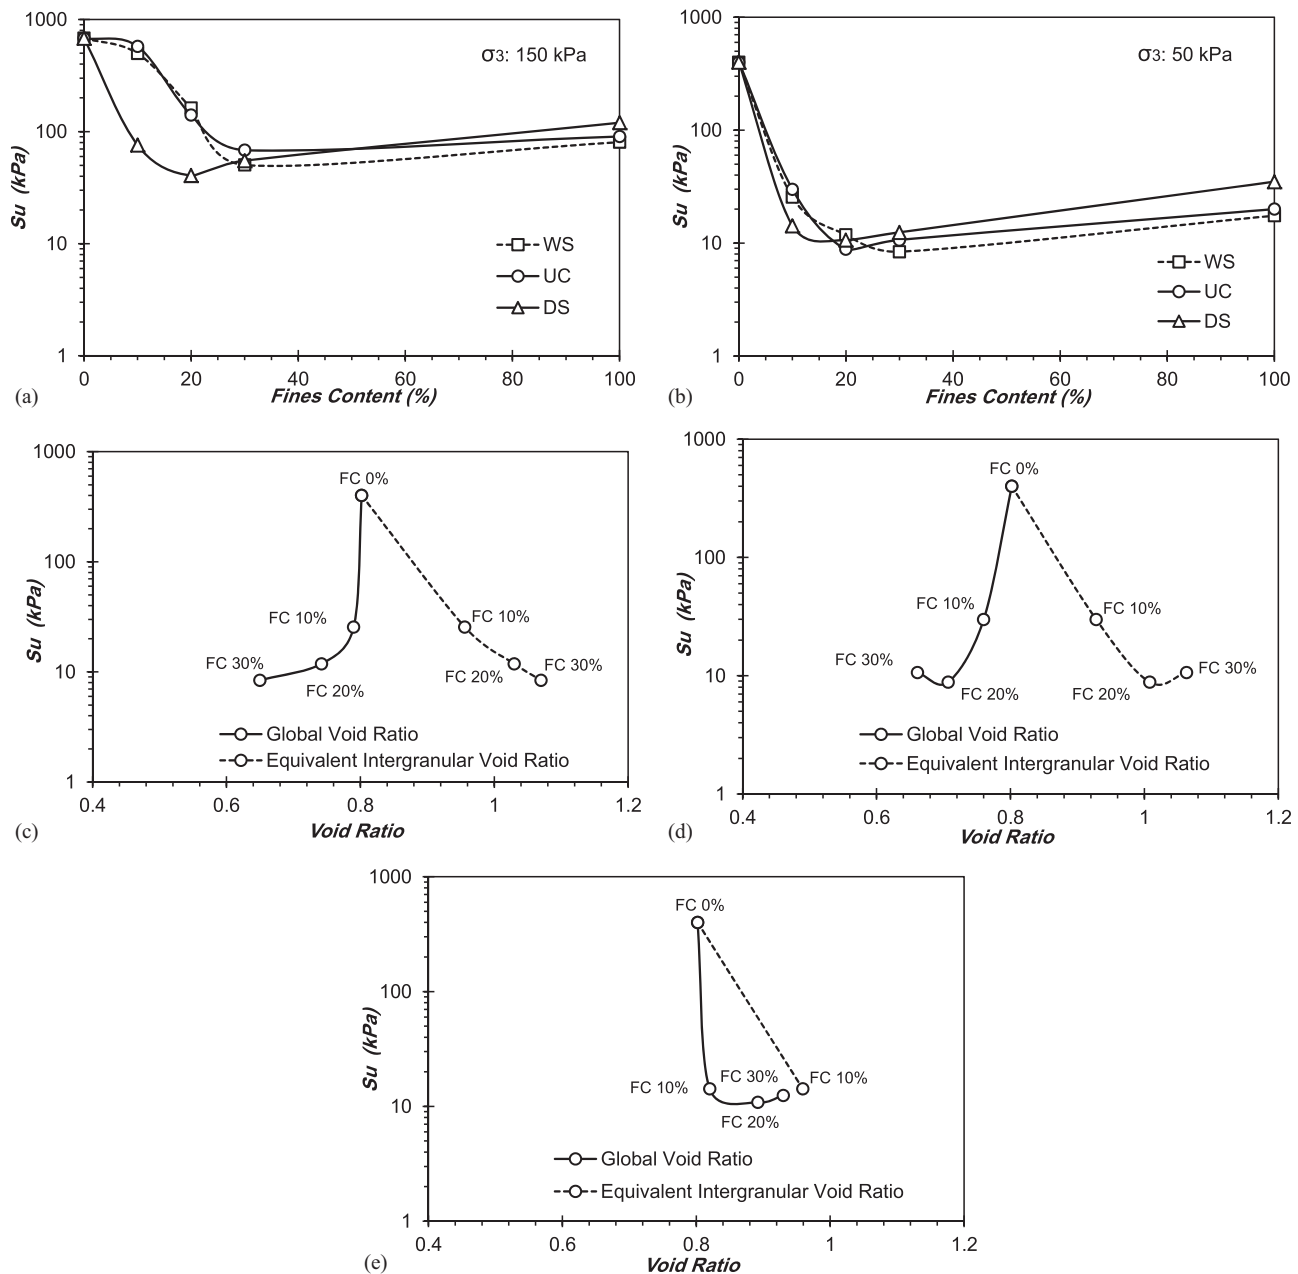 1000
σ3: 150 kPa
100
Su (kPa)
10
WS
UC
DS
1
0 20 40 60 80 100
(a)
Fines Content (%)
1000
σ3: 50 kPa
100
Su (kPa)
10
WS
UC
DS
1
0 20 40 60 80 100
(b)
Fines Content (%)
1000
FC 0%
100
Su (kPa)
FC 10%
FC 10%
FC 30%
FC 20%
FC 20%
FC 30%
10
Global Void Ratio
Equivalent Intergranular Void Ratio
1
0.4 0.6 0.8 1 1.2
(c)
Void Ratio
1000
FC 0%
100
Su (kPa)
FC 10%
FC 10%
FC 30%
FC 20%
FC 20%
FC 30%
10
Global Void Ratio
Equivalent Intergranular Void Ratio
1
0.4 0.6 0.8 1 1.2
(d)
Void Ratio
1000
FC 0%
100
Su (kPa)
FC 10%
FC 30%
FC 10%
10
FC 20%
Global Void Ratio
Equivalent Intergranular Void Ratio
1
0.4 0.6 0.8 1 1.2
(e)
Void Ratio